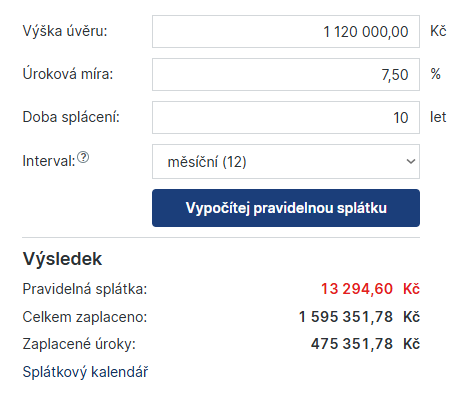 Výška úvěru: 1 120 000,00 Kč
Úroková míra: 7,50 %
Doba splácení: 10 let
Interval:? měsíční (12)
Vypočítej pravidelnou splátku
Výsledek
Pravidelná splátka: 13 294,60 Kč
Celkem zaplaceno: 1 595 351,78 Kč
Zaplacené úroky: 475 351,78 Kč
Splátkový kalendář